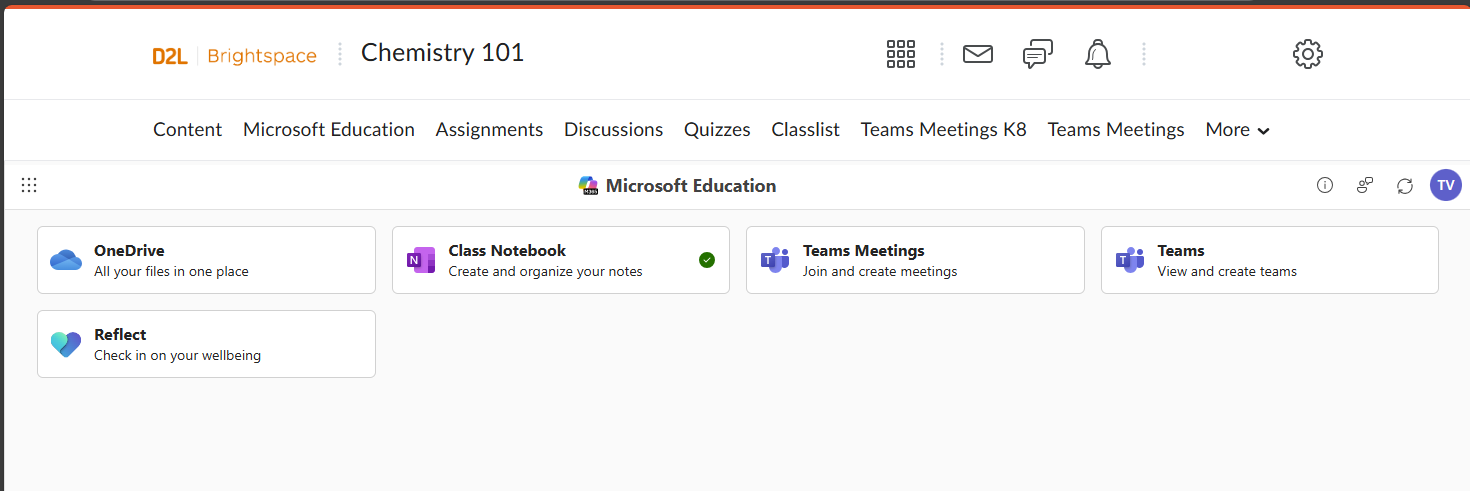 D2L Brightspace Chemistry 101
Content Microsoft Education Assignments Discussions Quizzes Classlist Teams Meetings K8 Teams Meetings More
M365 Microsoft Education TV
OneDrive
All your files in one place
Class Notebook
Create and organize your notes
Teams Meetings
Join and create meetings
Teams
View and create teams
Reflect
Check in on your wellbeing